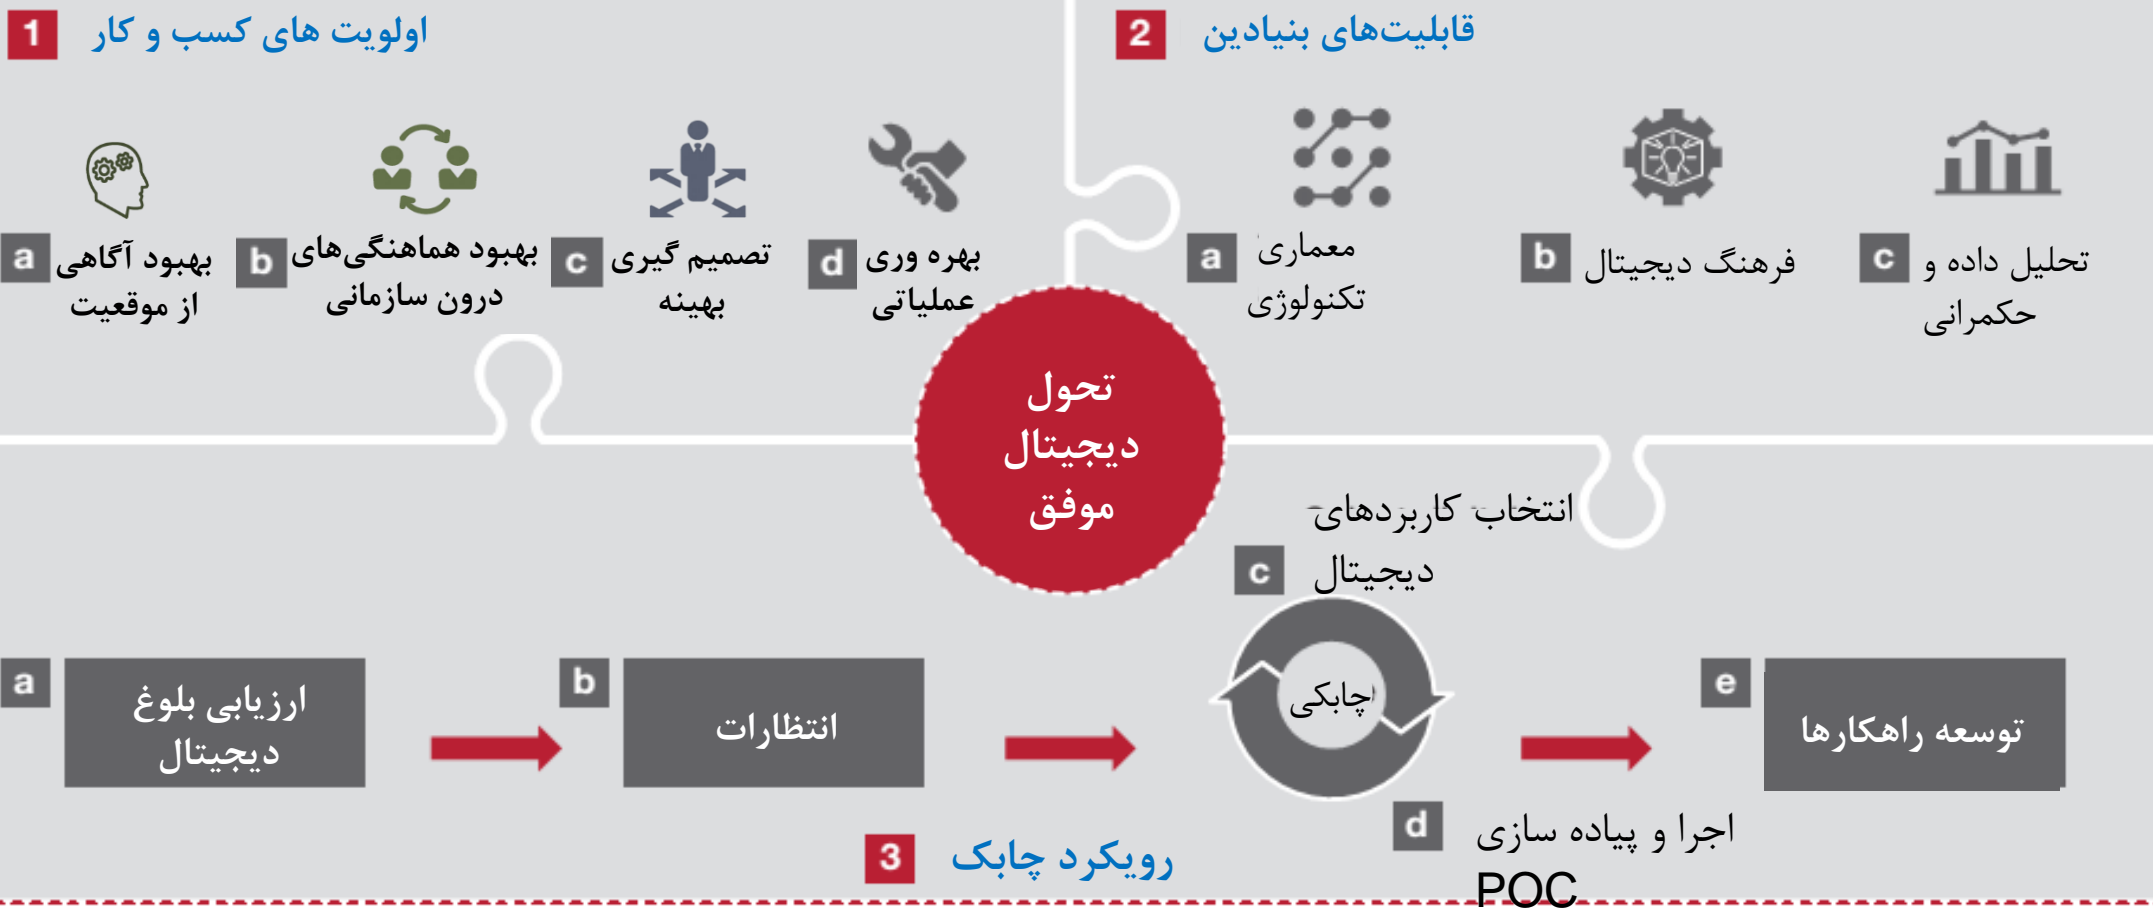 1 اولویت های کسب و کار
a بهبود آگاهی
از موقعیت
b بهبود هماهنگی‌های
درون سازمانی
c تصمیم گیری
بهینه
d بهره وری
عملیاتی
2 قابلیت‌های بنیادین
a معماری
تکنولوژی
b فرهنگ دیجیتال
c تحلیل داده و
حکمرانی
تحول
دیجیتال
موفق
a ارزیابی بلوغ
دیجیتال
b انتظارات
انتخاب کاربردهای
c دیجیتال
چابکی
d اجرا و پیاده سازی
POC
e توسعه راهکارها
3 رویکرد چابک